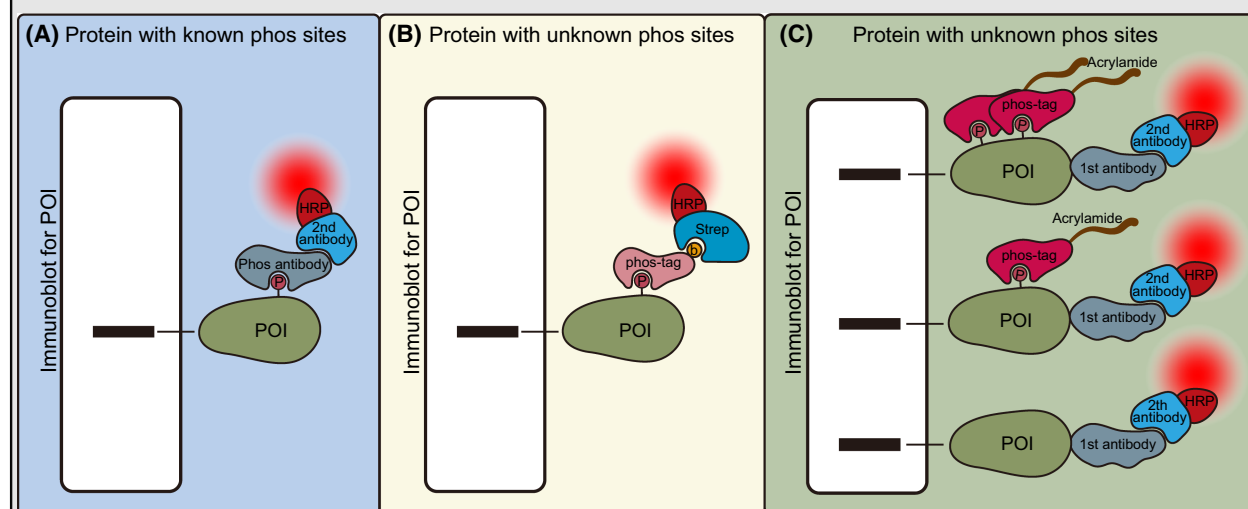 (A) Protein with known phos sites
Immunoblot for POI
HRP
2nd
antibody
Phos antibody
P
POI
(B) Protein with unknown phos sites
Immunoblot for POI
HRP
Strep
b
phos-tag
P
POI
(C) Protein with unknown phos sites
Immunoblot for POI
Acrylamide
phos-tag
P
P
HRP
2nd
antibody
1st antibody
POI
Acrylamide
phos-tag
P
HRP
2nd
antibody
1st antibody
POI
HRP
2th
antibody
1st antibody
POI